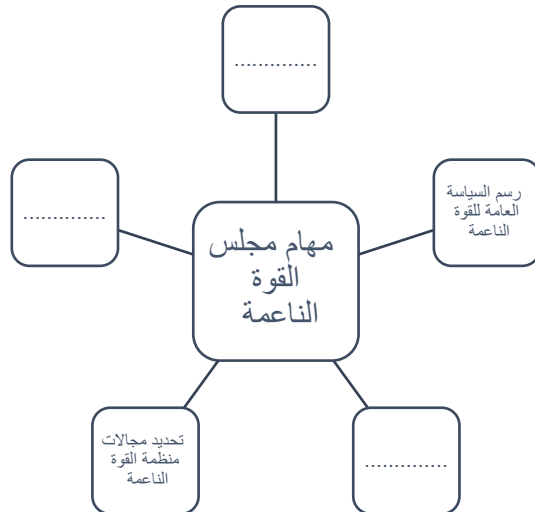 ..............
..............
رسم السياسة
العامة للقوة
الناعمة
مهام مجلس
القوة
الناعمة
تحديد مجالات
منظمة القوة
الناعمة
..............